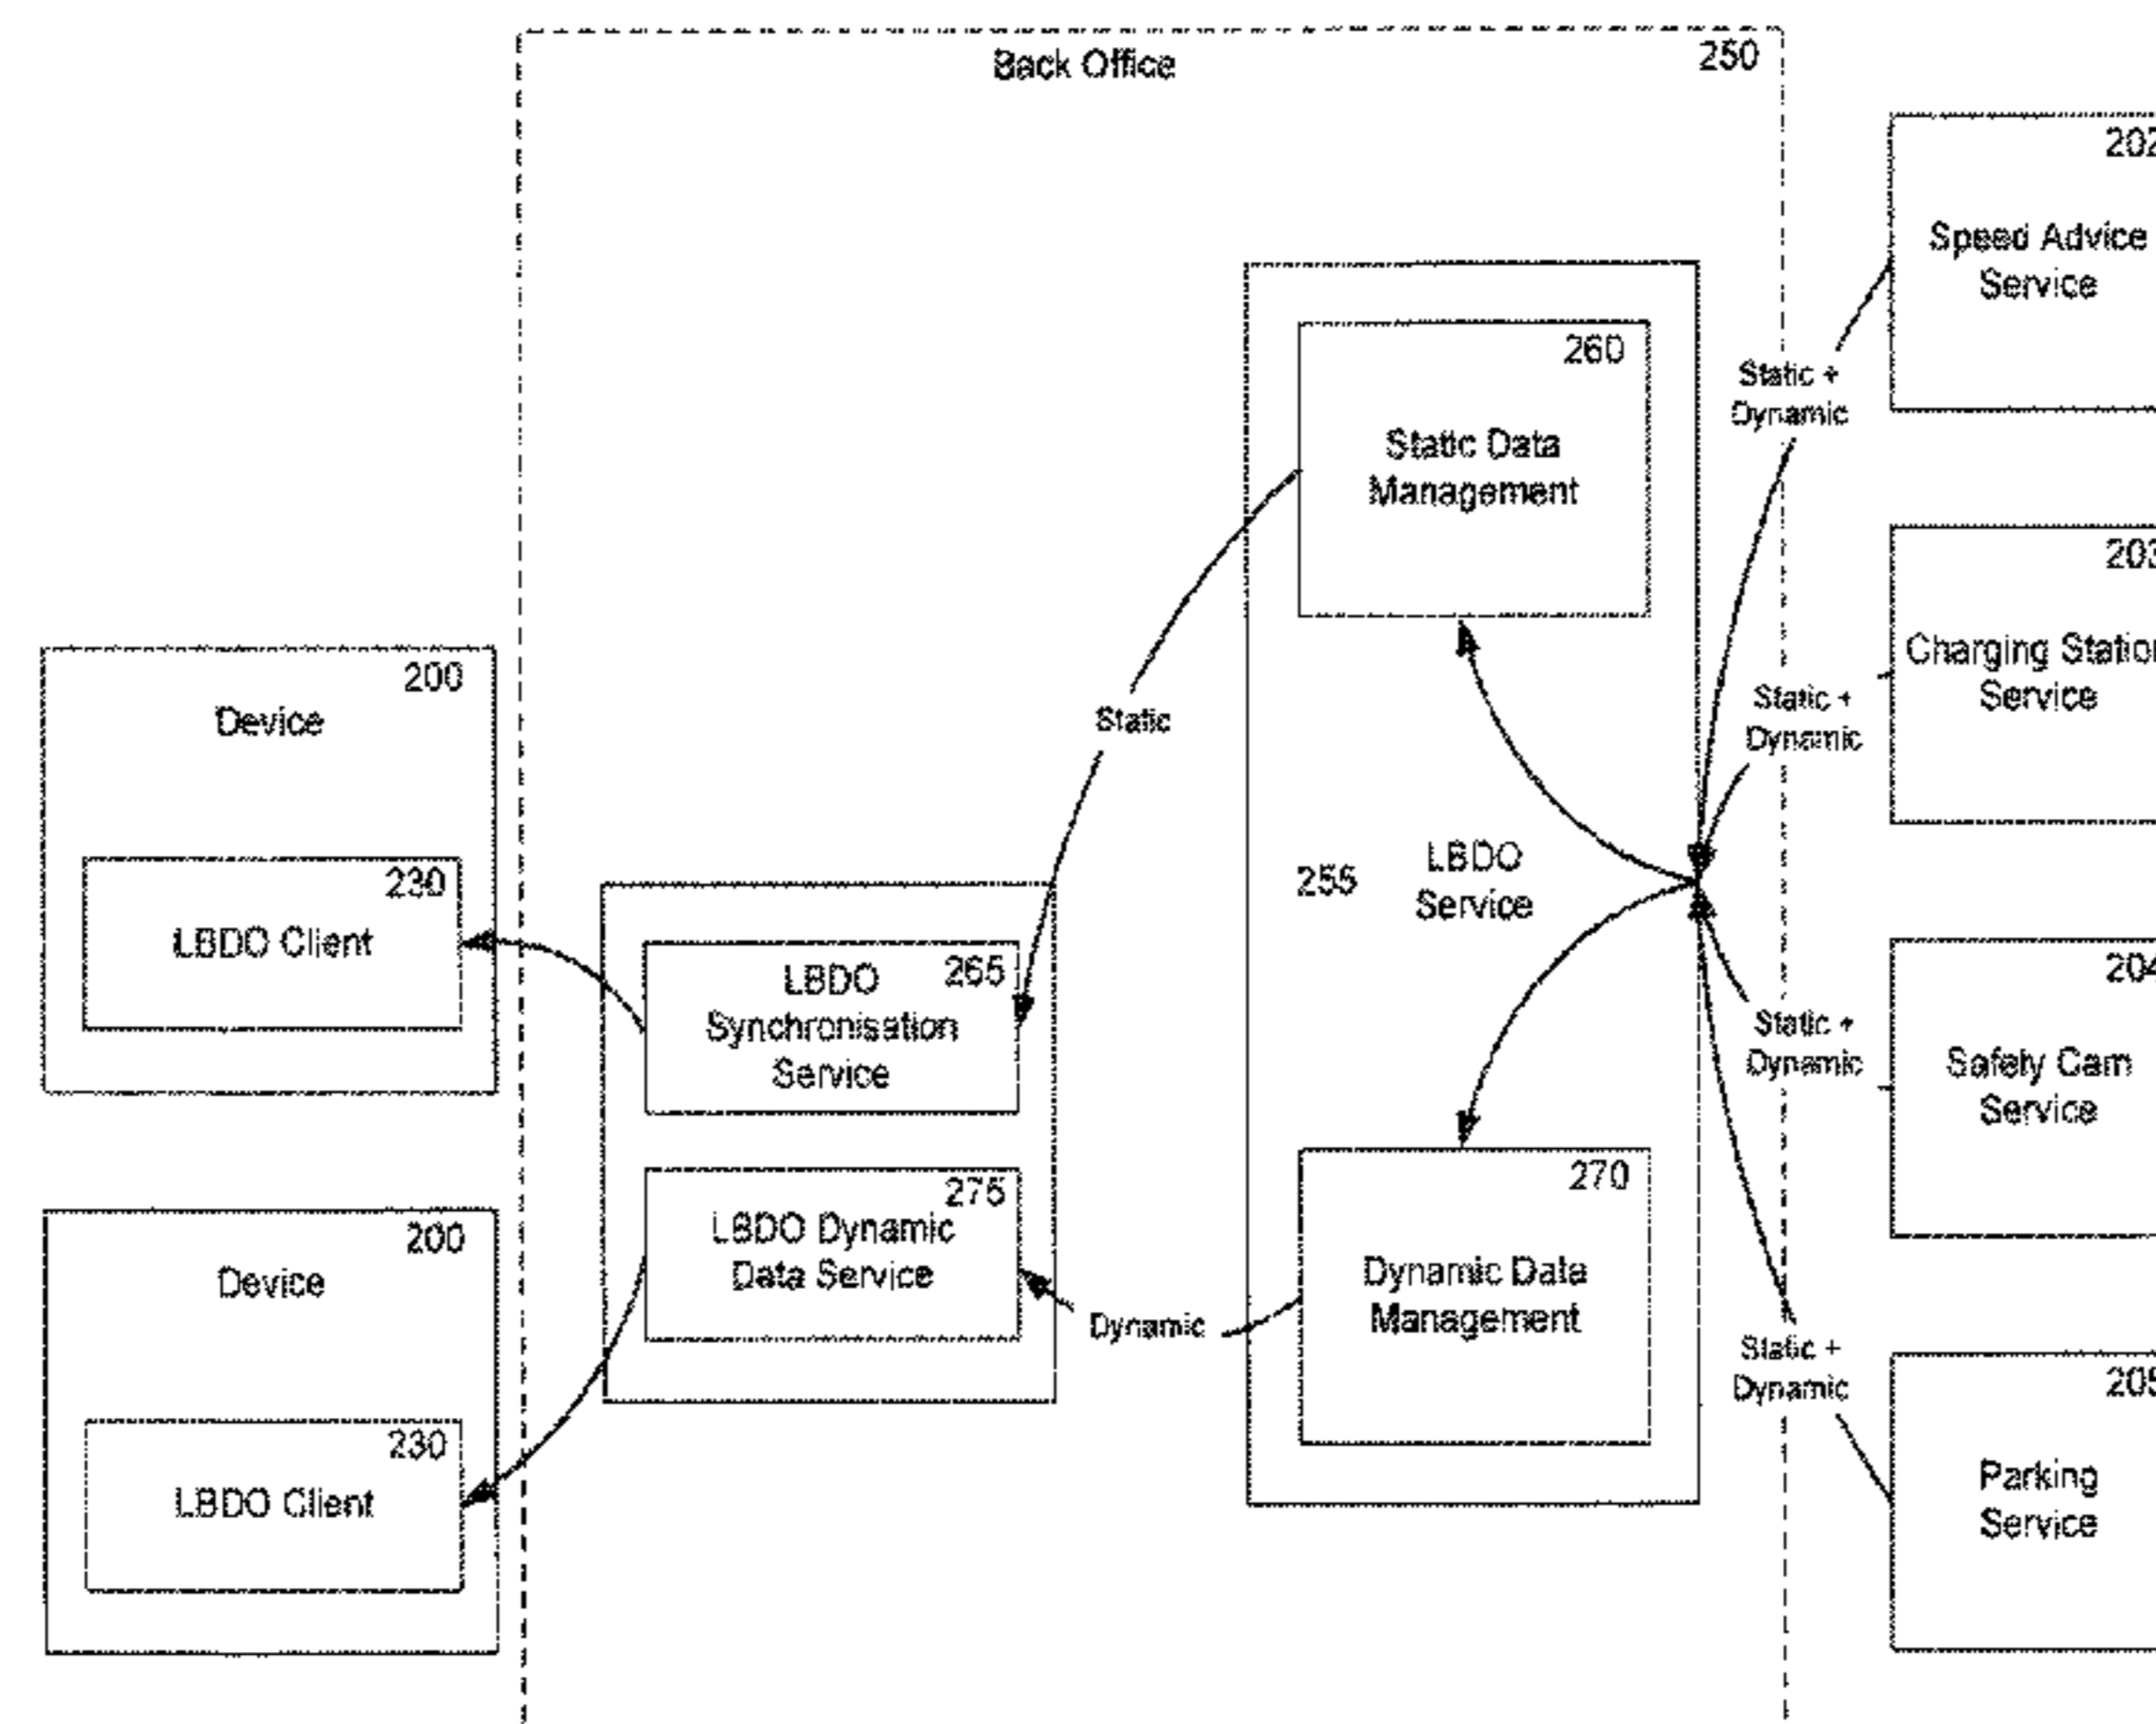 Back Office
250
202
Speed Advice
Service
260
Static Data
Management
Static +
Dynamic
203
Charging Station
Service
Static +
Dynamic
200
Device
Static
230
LBDO Client
265
LBDO
Synchronisation
Service
255
LBDO
Service
204
Safety Cam
Service
Static +
Dynamic
275
LBDO Dynamic
Data Service
270
Dynamic Data
Management
Dynamic
200
Device
230
LBDO Client
Static +
Dynamic
205
Parking
Service